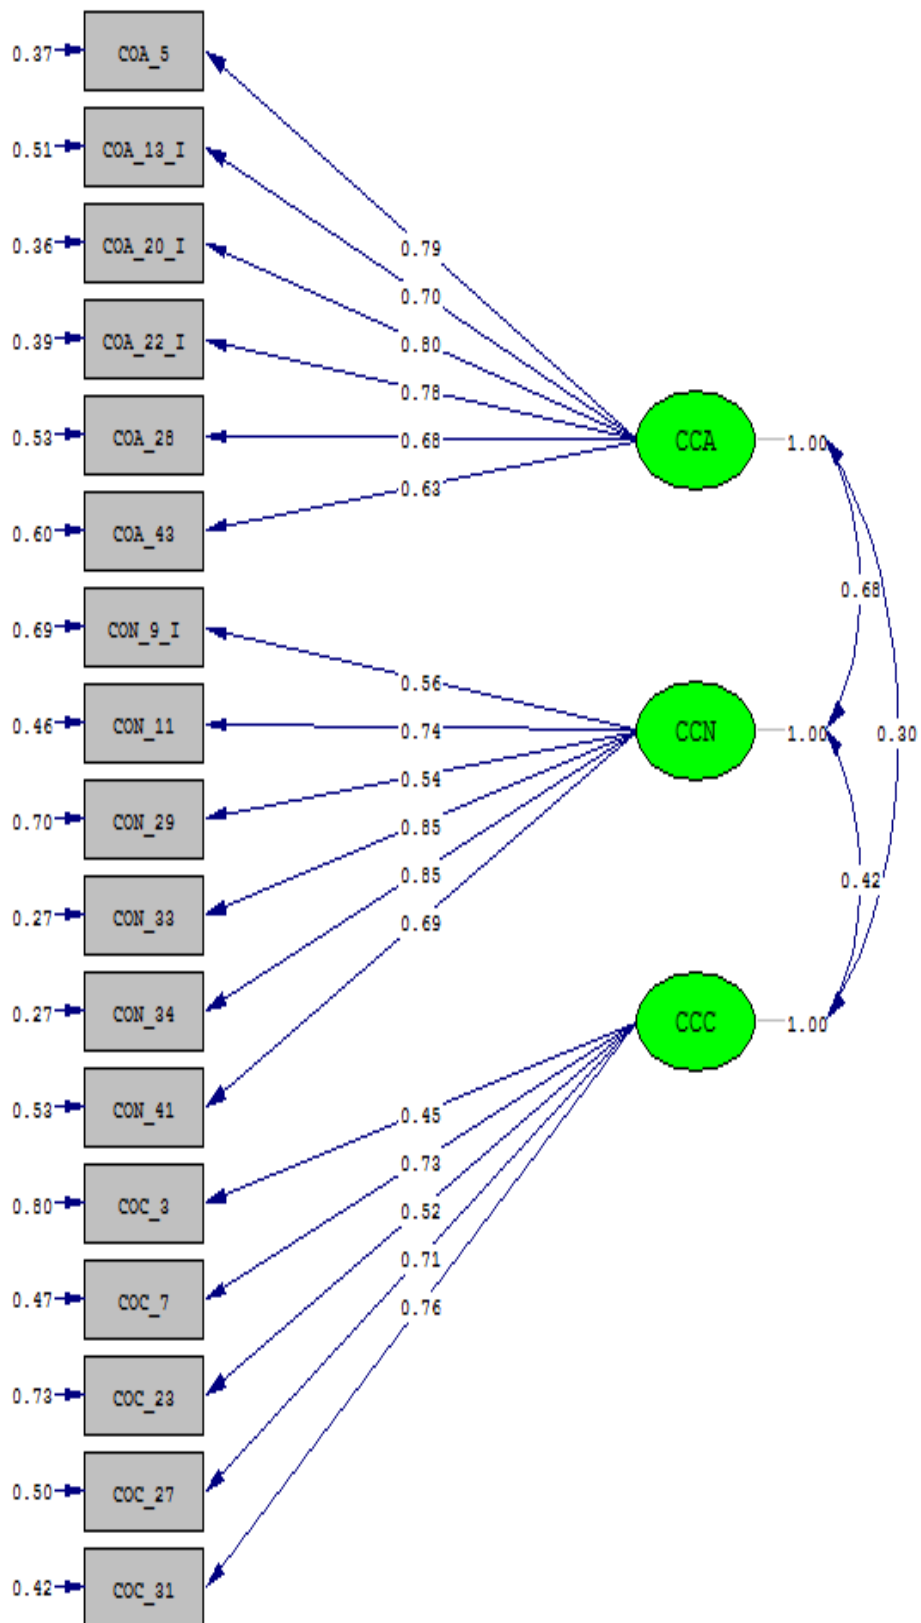 0.37 COA_5
0.51 COA_13_I
0.36 COA_20_I
0.39 COA_22_I
0.53 COA_28
0.60 COA_43
0.69 CON_9_I
0.46 CON_11
0.70 CON_29
0.27 CON_33
0.27 CON_34
0.53 CON_41
0.80 COC_3
0.47 COC_7
0.73 COC_23
0.50 COC_27
0.42 COC_31
0.79
0.70
0.80
0.78
0.68
0.63
0.56
0.74
0.54
0.85
0.85
0.69
0.45
0.73
0.52
0.71
0.76
CCA 1.00
CCN 1.00
CCC 1.00
0.68
0.30
0.42